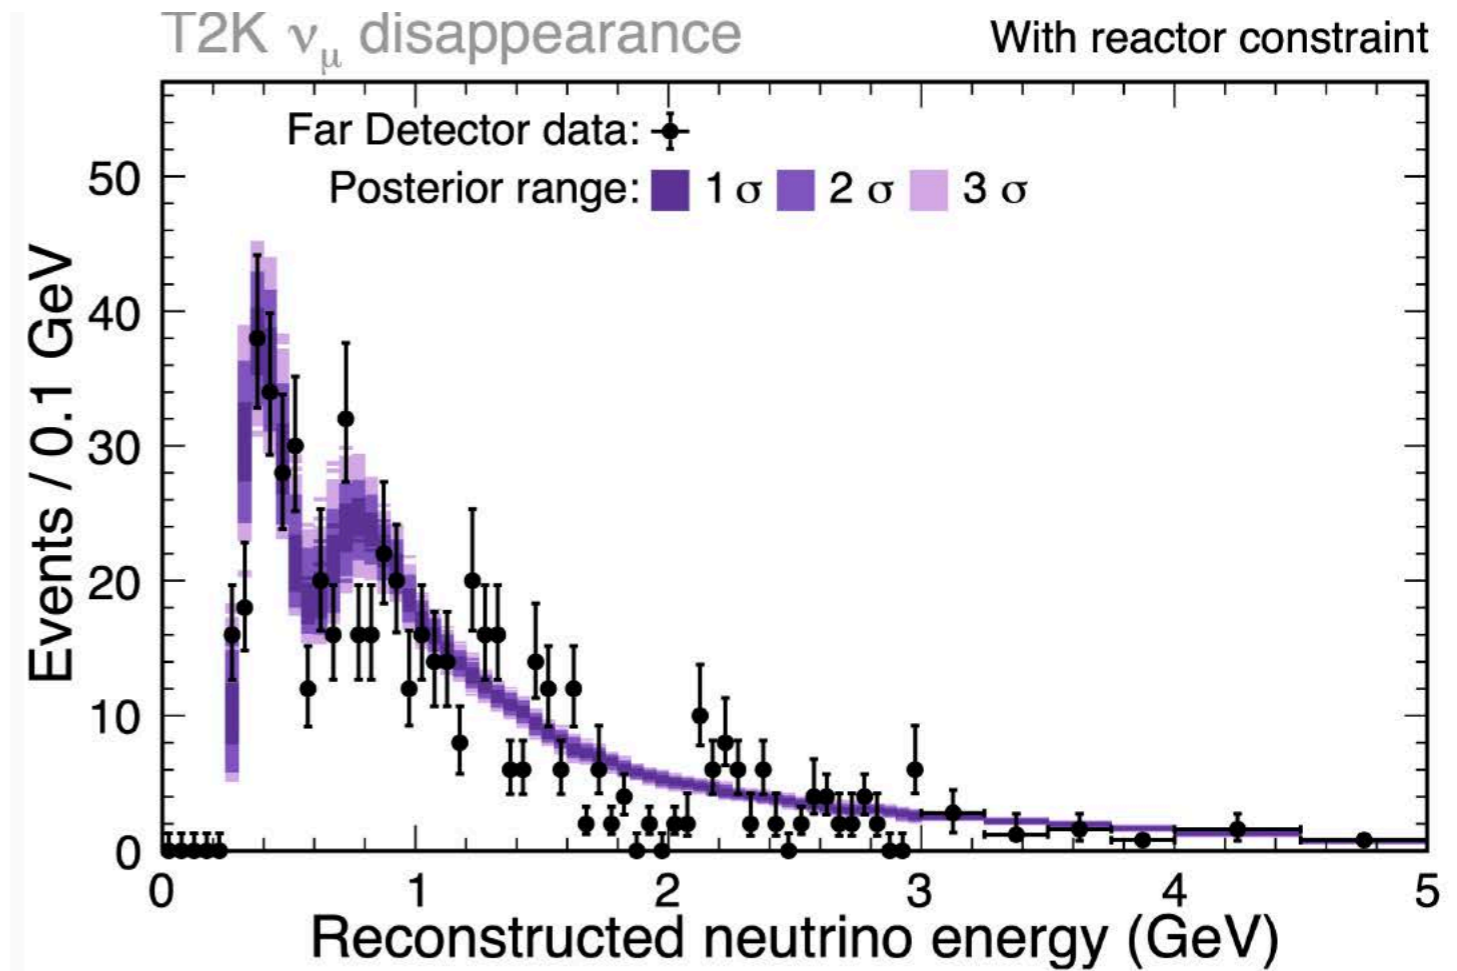 T2K νμ disappearance
With reactor constraint
Far Detector data:
Posterior range: 1 σ 2 σ 3 σ
Events / 0.1 GeV
50
40
30
20
10
0
0 1 2 3 4 5
Reconstructed neutrino energy (GeV)